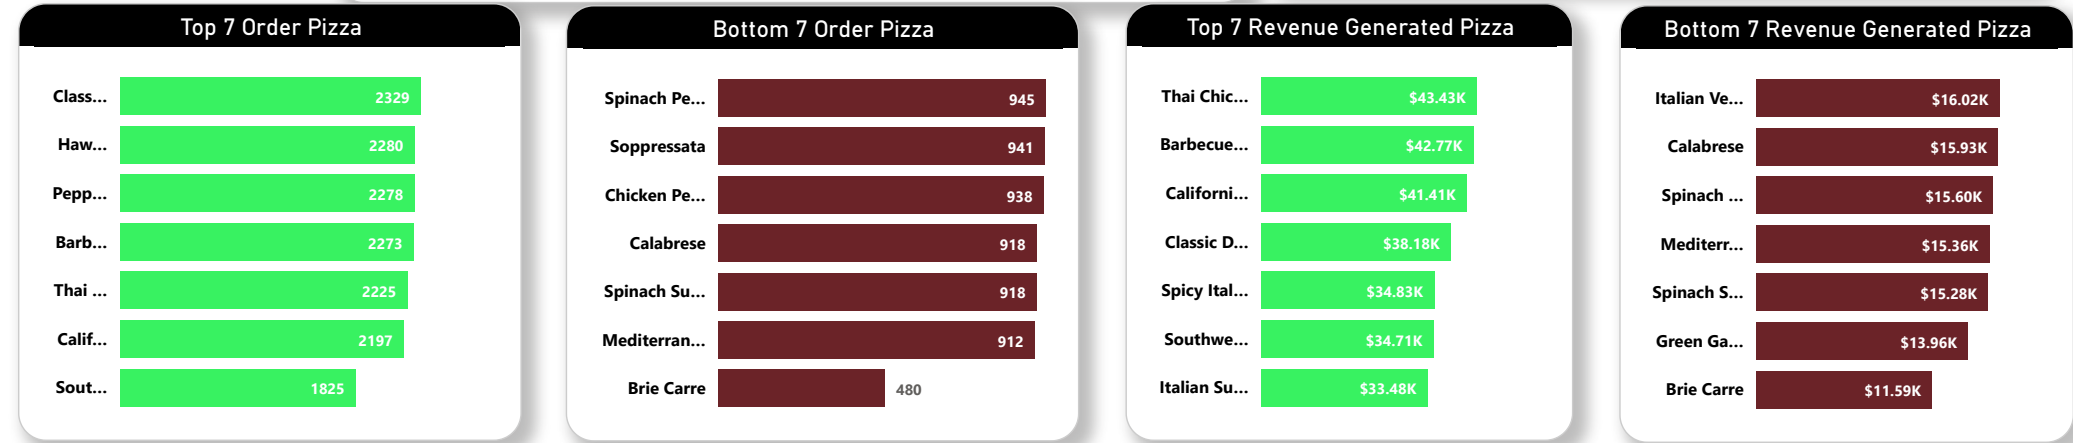 Top 7 Order Pizza
Class... 2329
Haw... 2280
Pepp... 2278
Barb... 2273
Thai ... 2225
Calif... 2197
Sout... 1825
Bottom 7 Order Pizza
Spinach Pe... 945
Soppressata 941
Chicken Pe... 938
Calabrese 918
Spinach Su... 918
Mediterran... 912
Brie Carre 480
Top 7 Revenue Generated Pizza
Thai Chic... $43.43K
Barbecue... $42.77K
Californi... $41.41K
Classic D... $38.18K
Spicy Ital... $34.83K
Southwe... $34.71K
Italian Su... $33.48K
Bottom 7 Revenue Generated Pizza
Italian Ve... $16.02K
Calabrese $15.93K
Spinach ... $15.60K
Mediterr... $15.36K
Spinach S... $15.28K
Green Ga... $13.96K
Brie Carre $11.59K